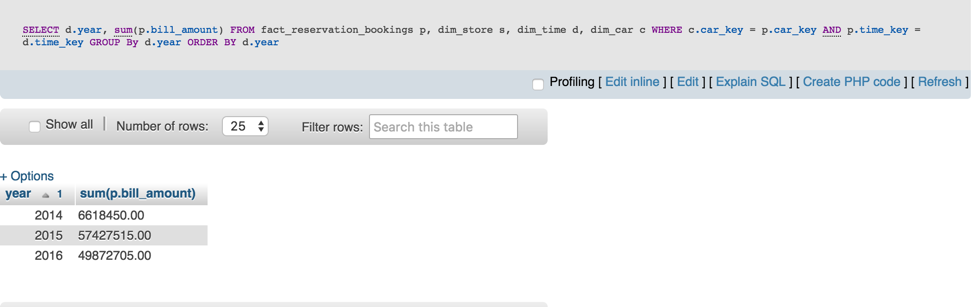 SELECT d.year, sum(p.bill_amount) FROM fact_reservation_bookings p, dim_store s, dim_time d, dim_car c WHERE c.car_key = p.car_key AND p.time_key =
d.time_key GROUP By d.year ORDER BY d.year
Profiling [ Edit inline ] [ Edit ] [ Explain SQL ] [ Create PHP code ] [ Refresh ]
Show all | Number of rows: 25 Filter rows: Search this table
+ Options
year 1 sum(p.bill_amount)
2014 6618450.00
2015 57427515.00
2016 49872705.00